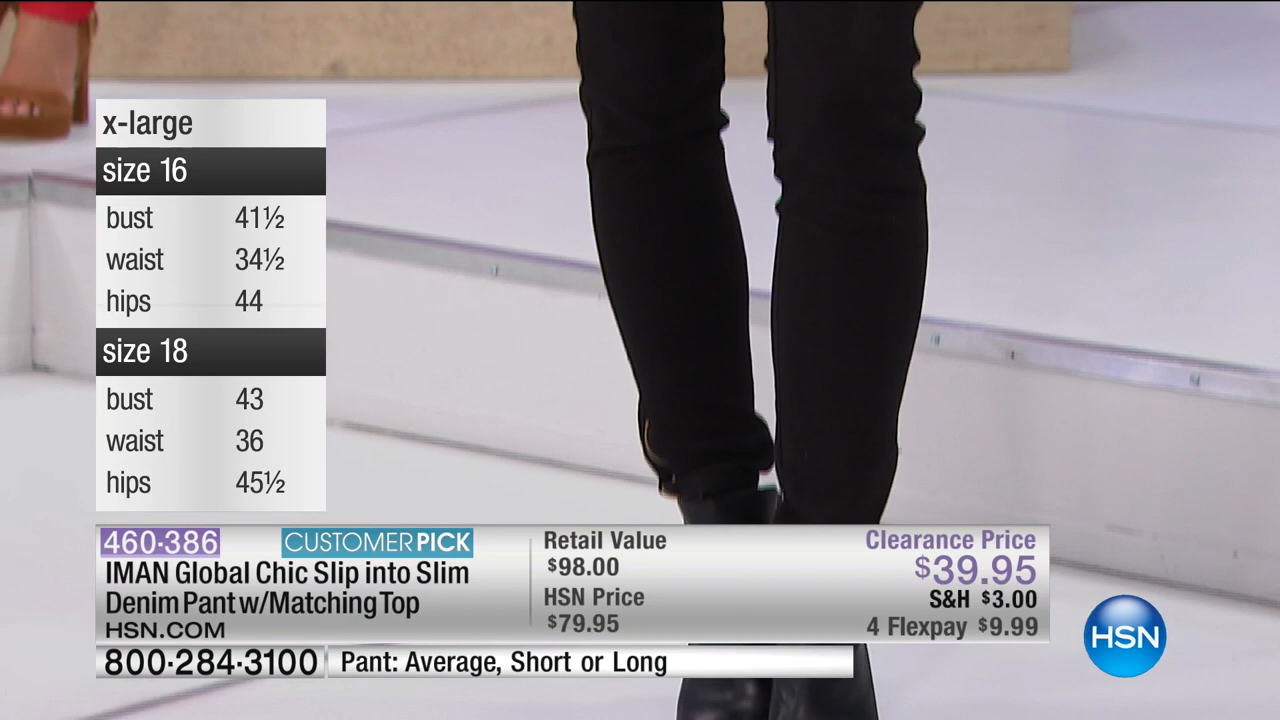 x-large
size 16
bust 41½
waist 34½
hips 44
size 18
bust 43
waist 36
hips 45½
460-386 CUSTOMER PICK
IMAN Global Chic Slip into Slim
Denim Pant w/Matching Top
HSN.COM
Retail Value
$98.00
HSN Price
$79.95
Clearance Price
$39.95
S&H $3.00
4 Flexpay $9.99
800-284-3100 Pant: Average, Short or Long
HSN